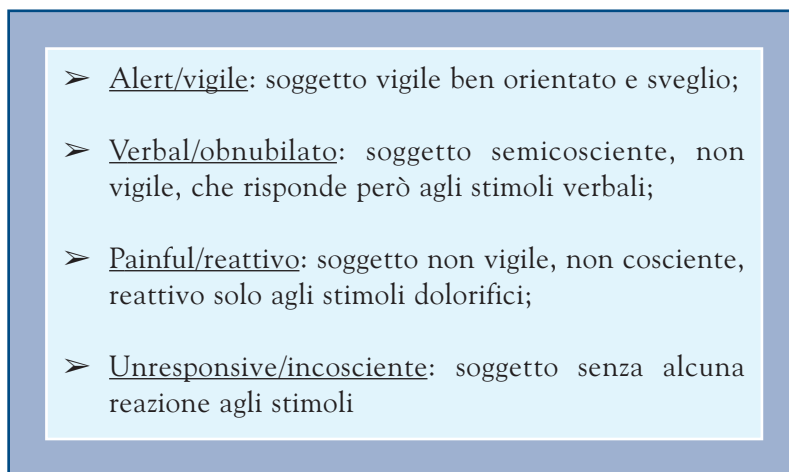 ➢ Alert/vigile: soggetto vigile ben orientato e sveglio;
➢ Verbal/obnubilato: soggetto semicosciente, non
vigile, che risponde però agli stimoli verbali;
➢ Painful/reattivo: soggetto non vigile, non cosciente,
reattivo solo agli stimoli dolorifici;
➢ Unresponsive/incosciente: soggetto senza alcuna
reazione agli stimoli